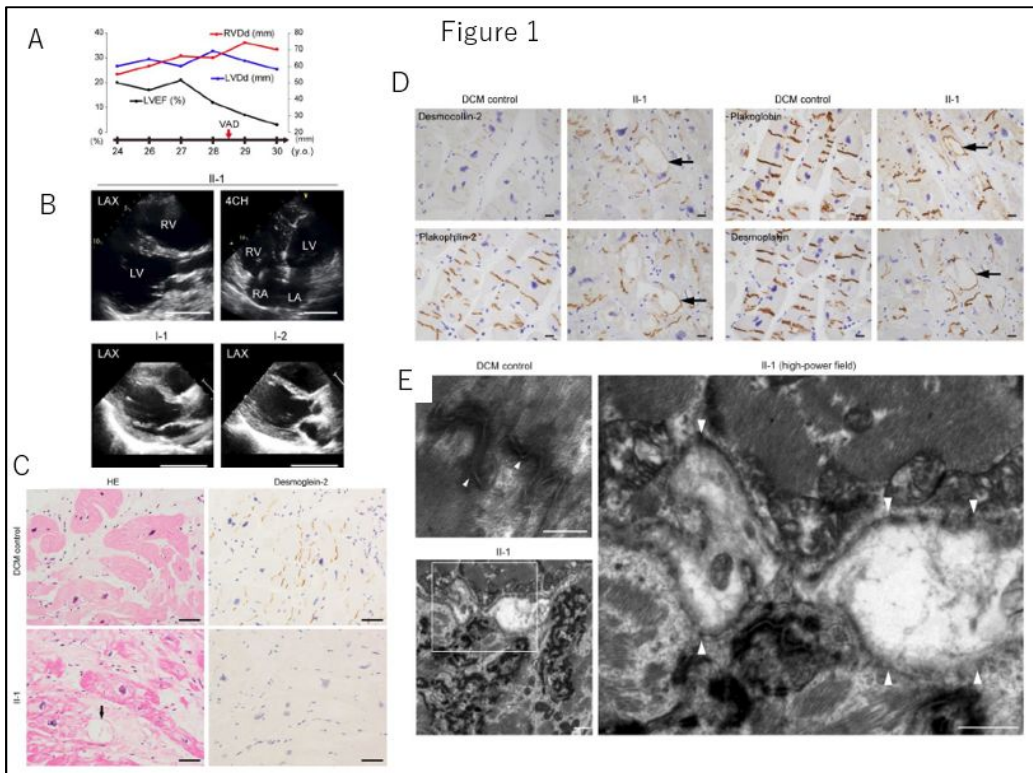 Figure 1
A
RVDd (mm)
LVDd (mm)
LVEF (%)
VAD
40
30
20
10
0
(%)
80
70
60
50
40
30
20
(mm)
24 26 27 28 29 30 (y.o.)
B
II-1
LAX
RV
LV
4CH
RV
LV
RA
LA
I-1
I-2
LAX
LAX
C
HE
Desmoglein-2
DCM control
II-1
D
DCM control
II-1
DCM control
II-1
Desmocollin-2
Plakoglobin
Plakophilin-2
Desmoplakin
E
DCM control
II-1 (high-power field)
II-1